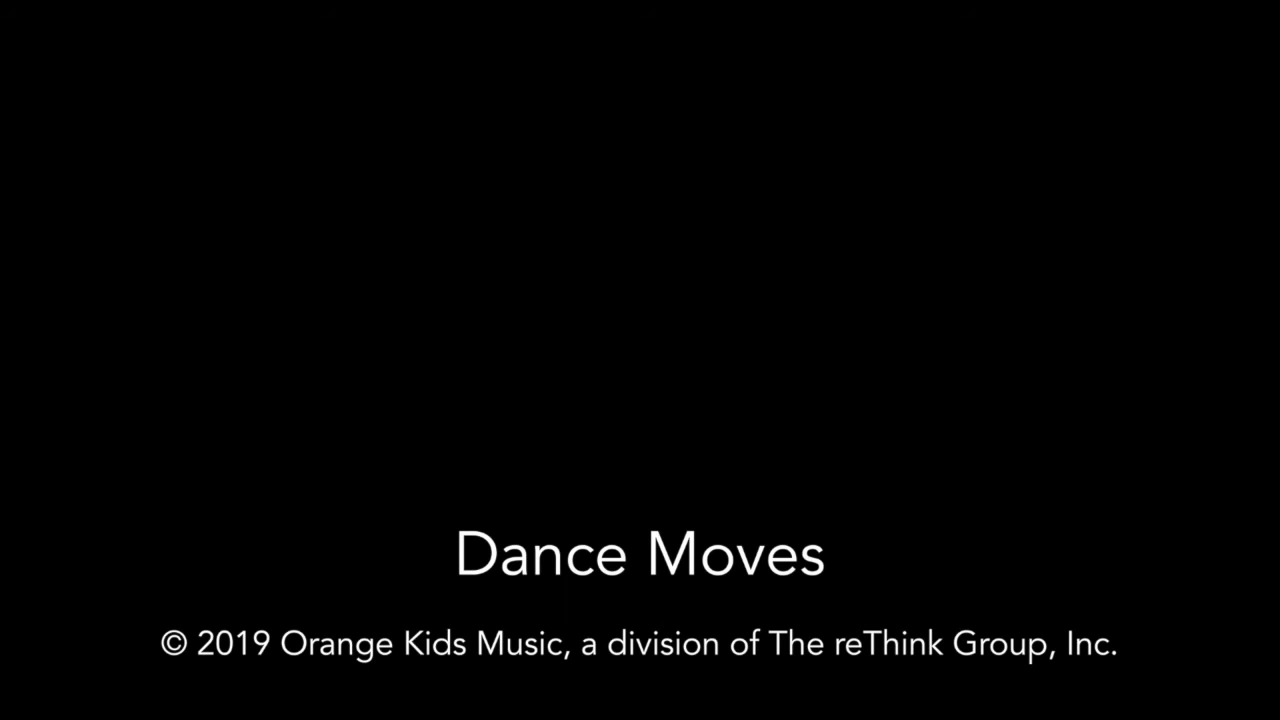 Dance Moves
© 2019 Orange Kids Music, a division of The reThink Group, Inc.